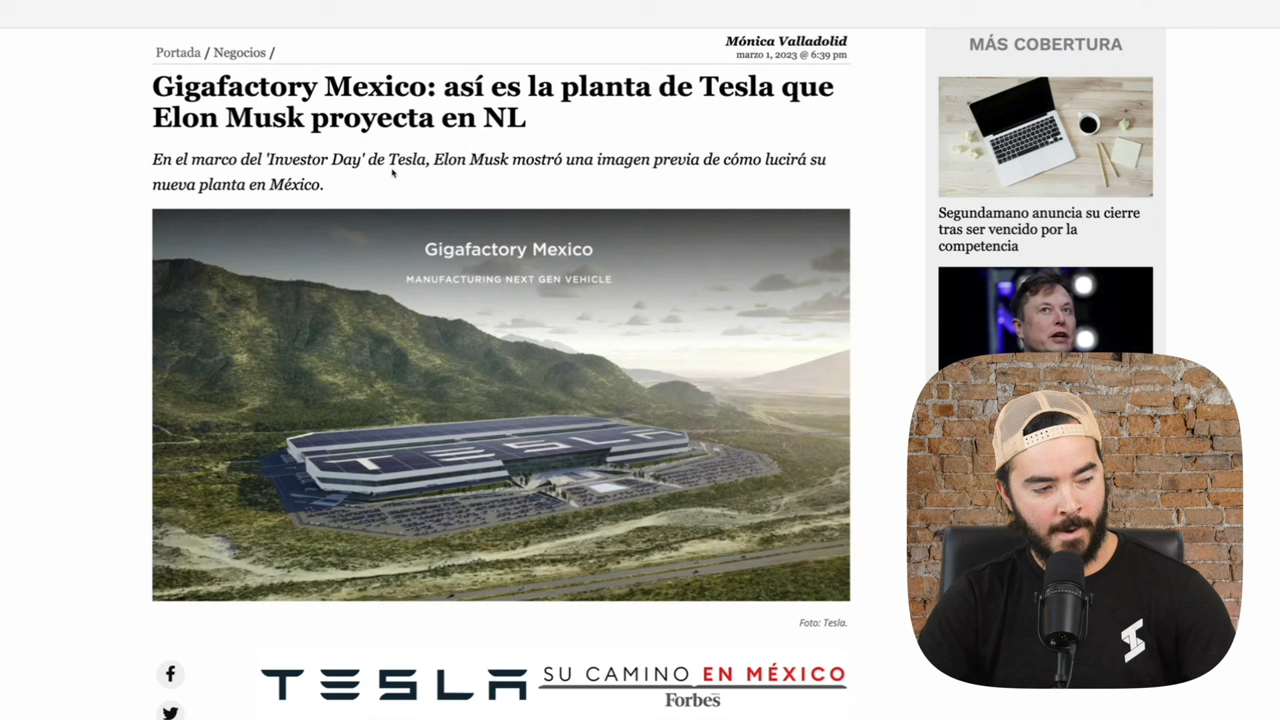 Portada / Negocios /
Mónica Valladolid
marzo 1, 2023 @ 6:39 pm
Gigafactory Mexico: así es la planta de Tesla que
Elon Musk proyecta en NL
En el marco del 'Investor Day' de Tesla, Elon Musk mostró una imagen previa de cómo lucirá su
nueva planta en México.
Gigafactory Mexico
MANUFACTURING NEXT GEN VEHICLE
TESLA
Foto: Tesla.
TESLA SU CAMINO EN MÉXICO
Forbes
MÁS COBERTURA
Segundamano anuncia su cierre
tras ser vencido por la
competencia